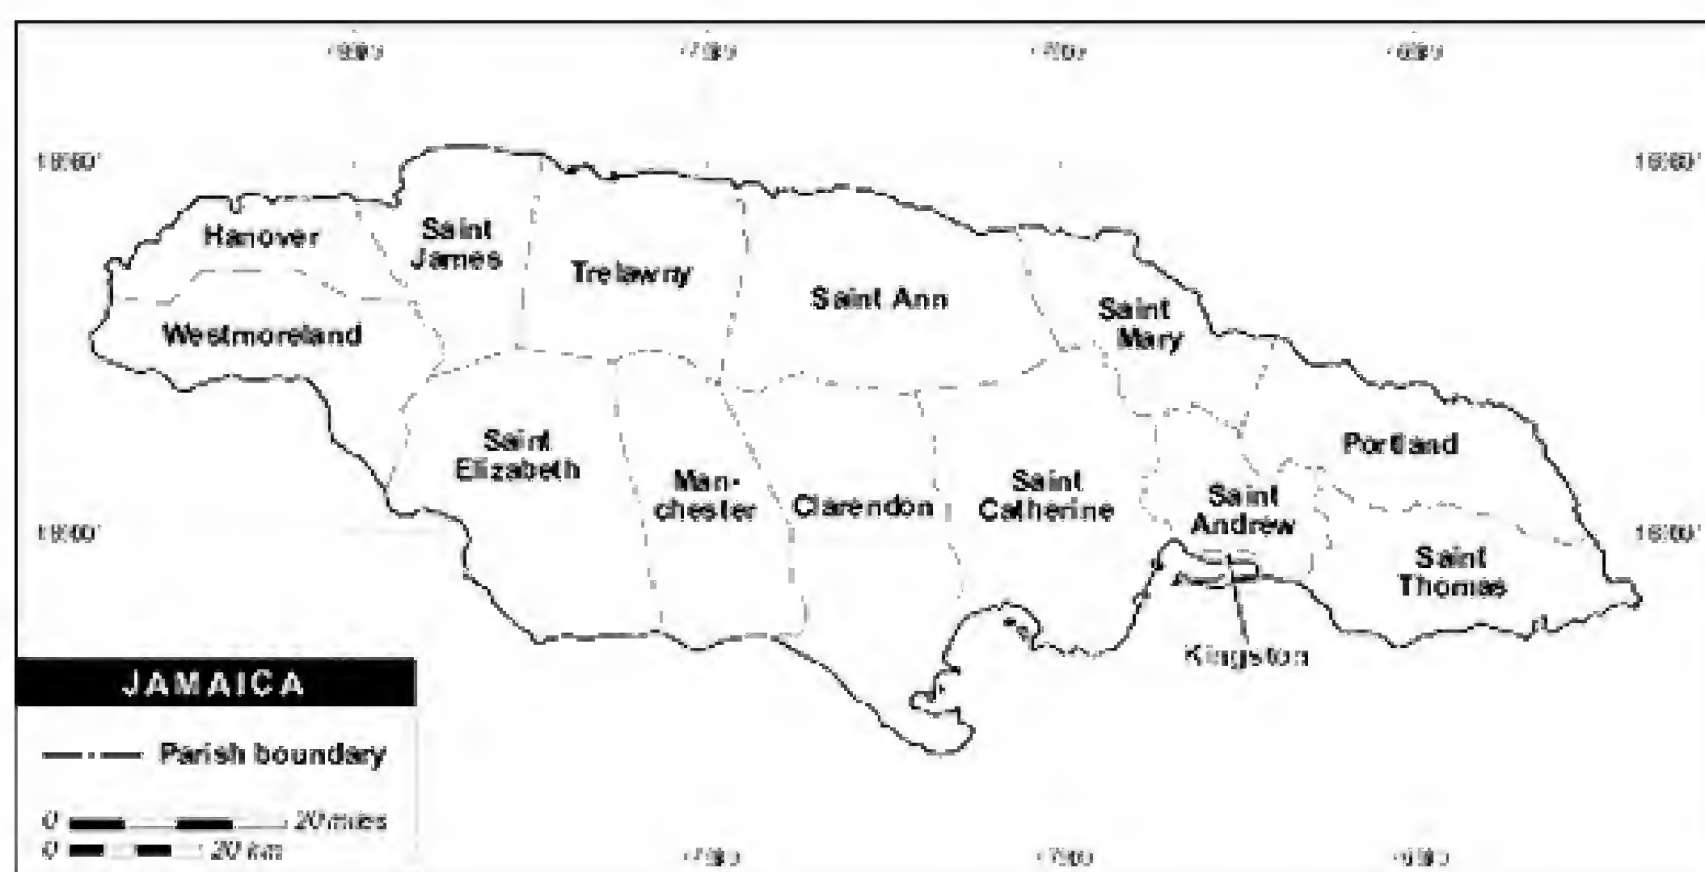 Hanover
Saint
James
Trelawny
Saint Ann
Saint
Mary
Westmoreland
Saint
Elizabeth
Man-
chester
Clarendon
Saint
Catherine
Saint
Andrew
Portland
Saint
Thomas
Kingston
JAMAICA
Parish boundary
0 20 miles
0 20 km